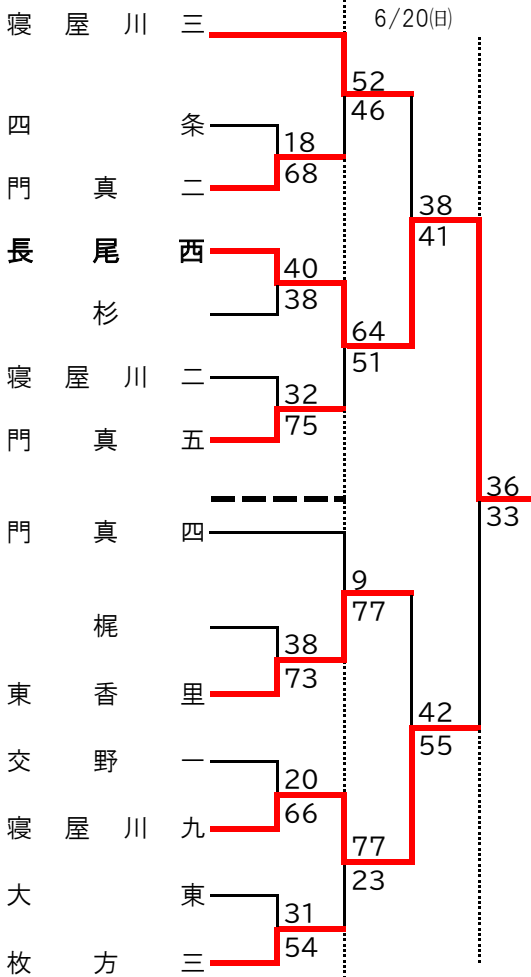 寝屋川三
6/20㈰
52
46
四条
18
68
門真二
38
41
長尾西
40
38
杉
64
51
寝屋川二
32
75
門真五
36
33
門真四
9
77
梶
38
73
東香里
42
55
交野一
20
66
寝屋川九
77
23
大東
31
54
枚方三